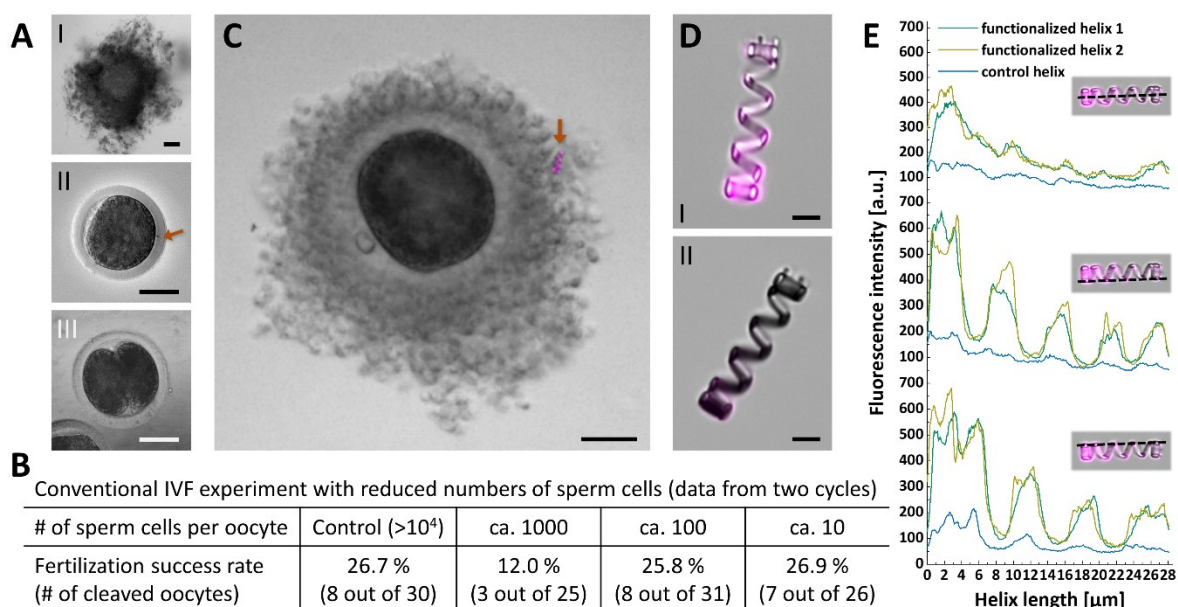 A
I
II
III
C
D
I
II
E
functionalized helix 1
functionalized helix 2
control helix
Fluorescence intensity [a.u.]
700
600
500
400
300
200
100
700
600
500
400
300
200
100
700
600
500
400
300
200
100
0
0 2 4 6 8 10 12 14 16 18 20 22 24 26 28
Helix length [µm]
B
Conventional IVF experiment with reduced numbers of sperm cells (data from two cycles)
# of sperm cells per oocyte Control (>10⁴) ca. 1000 ca. 100 ca. 10
Fertilization success rate 26.7 % 12.0 % 25.8 % 26.9 %
(# of cleaved oocytes) (8 out of 30) (3 out of 25) (8 out of 31) (7 out of 26)